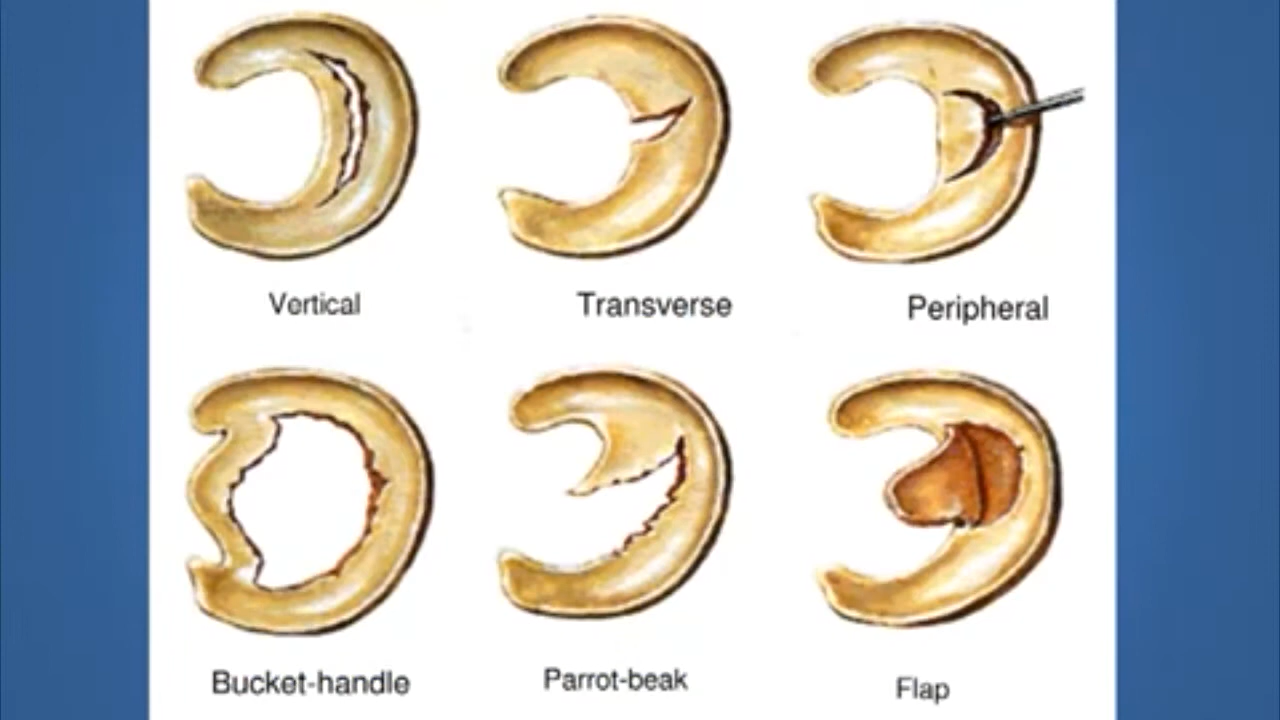 Vertical
Transverse
Peripheral
Bucket-handle
Parrot-beak
Flap